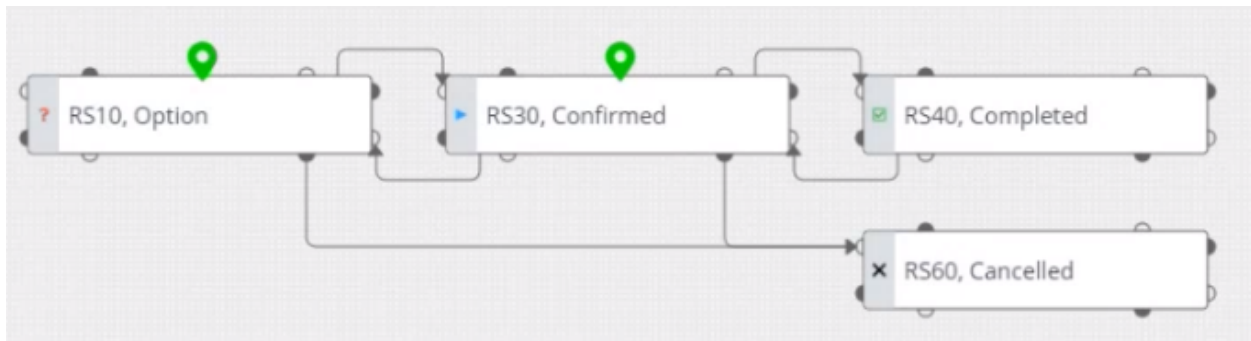 RS10, Option
RS30, Confirmed
RS40, Completed
RS60, Cancelled